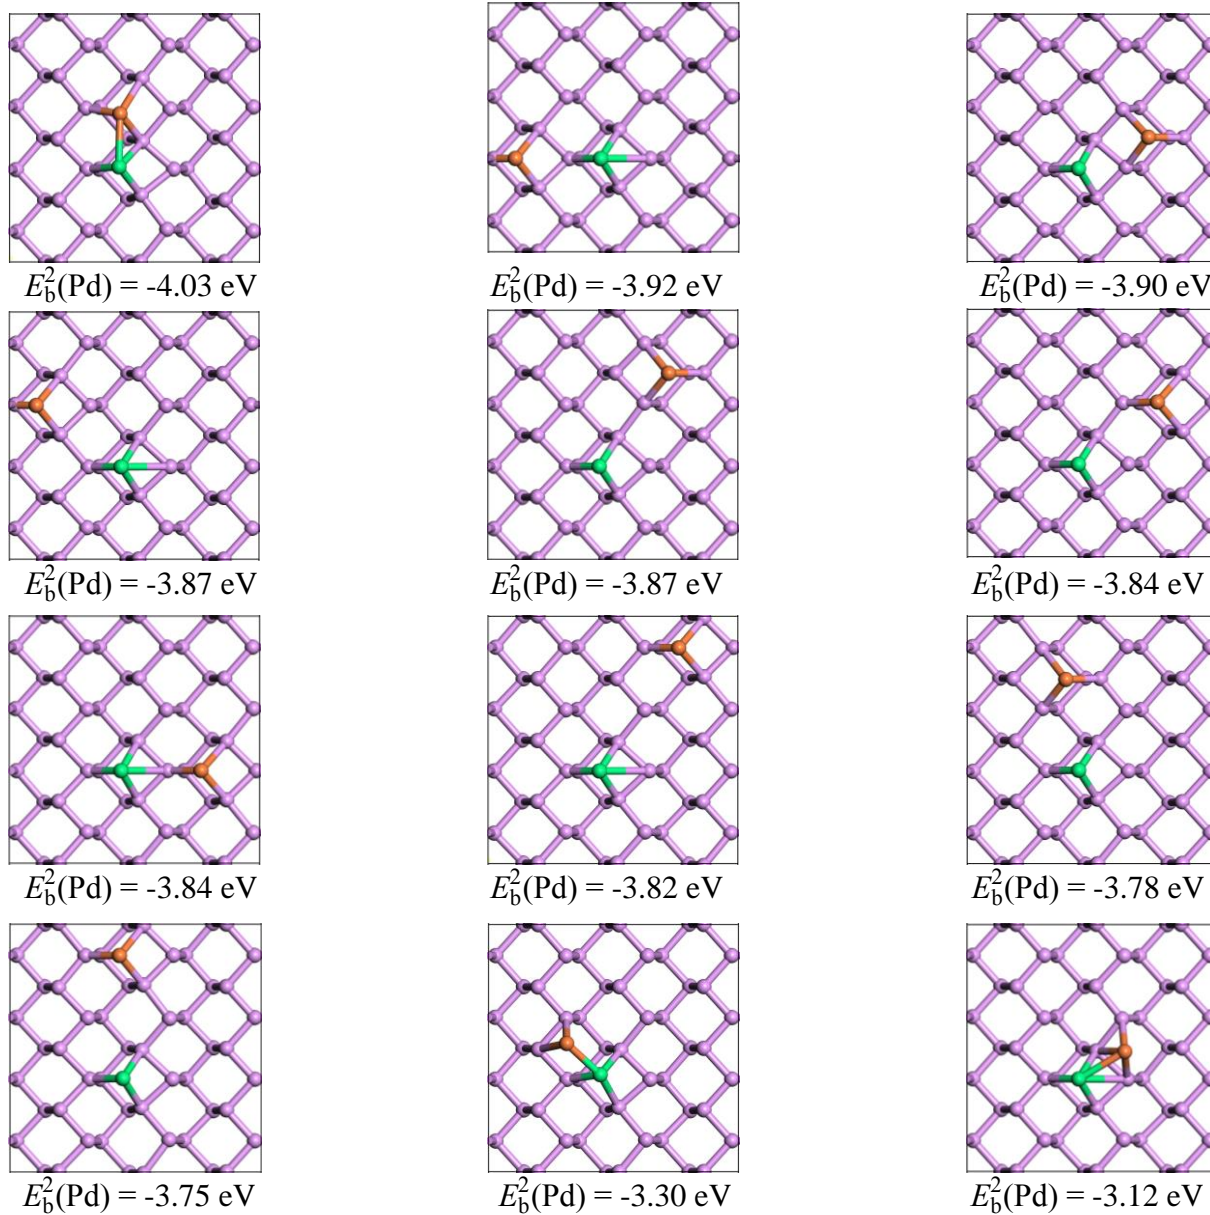 E_b^2(Pd) = -4.03 eV
E_b^2(Pd) = -3.92 eV
E_b^2(Pd) = -3.90 eV
E_b^2(Pd) = -3.87 eV
E_b^2(Pd) = -3.87 eV
E_b^2(Pd) = -3.84 eV
E_b^2(Pd) = -3.84 eV
E_b^2(Pd) = -3.82 eV
E_b^2(Pd) = -3.78 eV
E_b^2(Pd) = -3.75 eV
E_b^2(Pd) = -3.30 eV
E_b^2(Pd) = -3.12 eV